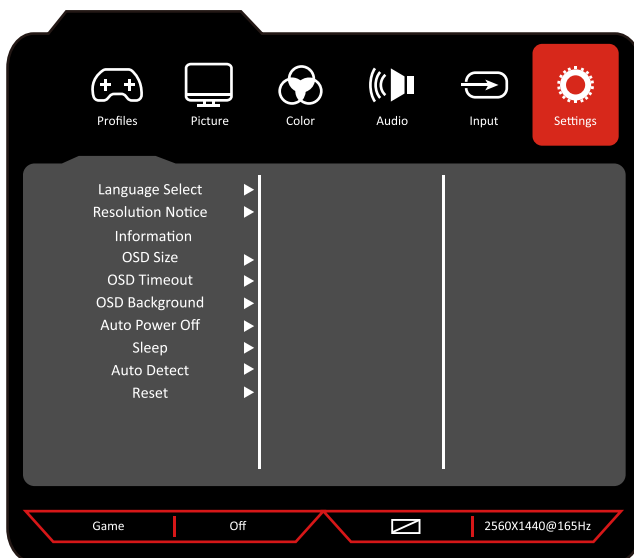 Profiles
Picture
Color
Audio
Input
Settings
Language Select
Resolution Notice
Information
OSD Size
OSD Timeout
OSD Background
Auto Power Off
Sleep
Auto Detect
Reset
Game
Off
2560X1440@165Hz